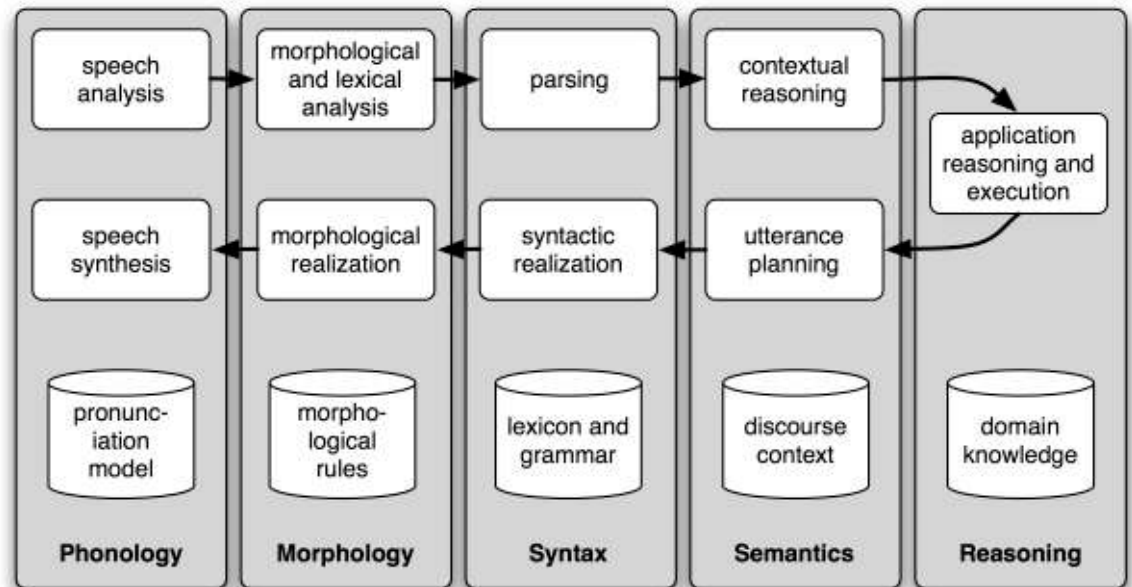 speech
analysis
morphological
and lexical
analysis
parsing
contextual
reasoning
application
reasoning and
execution
speech
synthesis
morphological
realization
syntactic
realization
utterance
planning
pronunc-
iation
model
morpho-
logical
rules
lexicon and
grammar
discourse
context
domain
knowledge
Phonology
Morphology
Syntax
Semantics
Reasoning